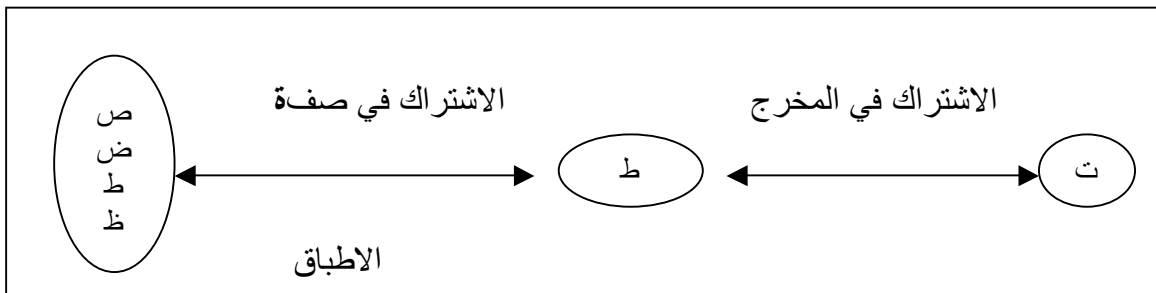 الاشتراك في المخرج
الاشتراك في صفة
ت
ط
ص
ض
ط
ظ
الاطباق